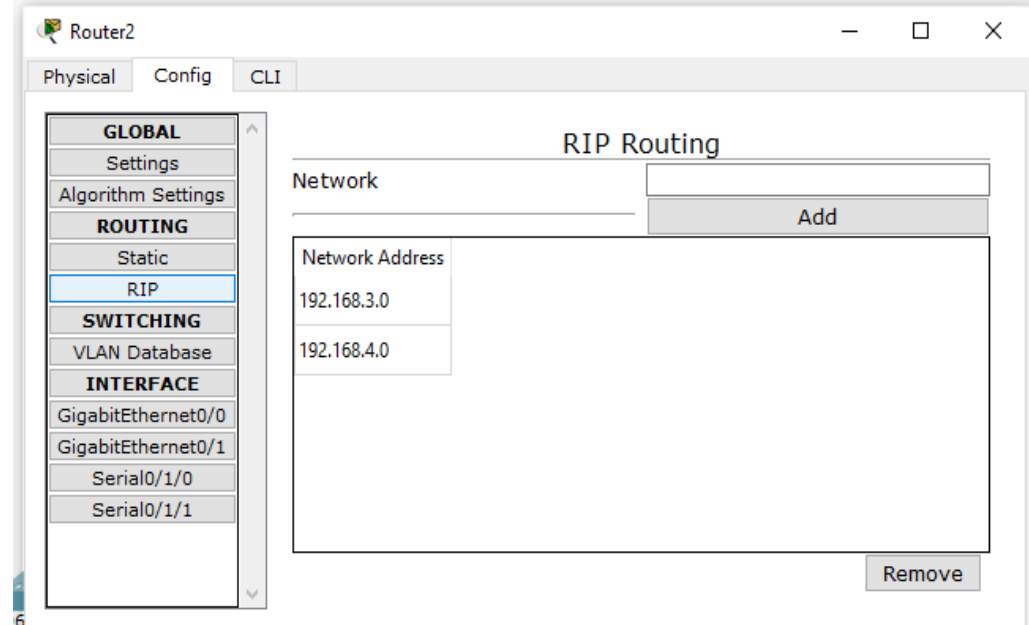 Router2
Physical Config CLI
GLOBAL
Settings
Algorithm Settings
ROUTING
Static
RIP
SWITCHING
VLAN Database
INTERFACE
GigabitEthernet0/0
GigabitEthernet0/1
Serial0/1/0
Serial0/1/1
RIP Routing
Network
Add
Network Address
192.168.3.0
192.168.4.0
Remove
6